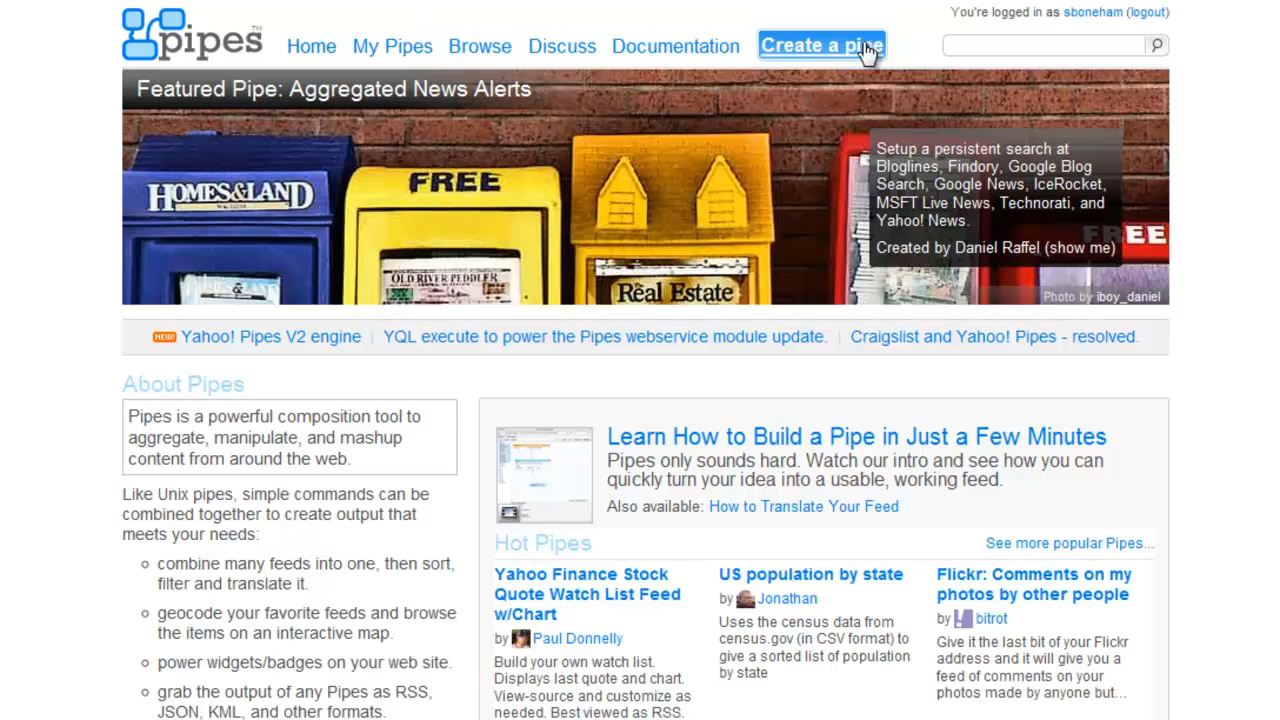 You're logged in as sboneham (logout)
pipes™
Home My Pipes Browse Discuss Documentation Create a pipe
Featured Pipe: Aggregated News Alerts
Setup a persistent search at
Bloglines, Findory, Google Blog
Search, Google News, IceRocket,
MSFT Live News, Technorati, and
Yahoo! News.
Created by Daniel Raffel (show me)
HOMES&LAND
FREE
FREE
OLD RIVER PEDDLER
Real Estate
Photo by iboy_daniel
NEW! Yahoo! Pipes V2 engine | YQL execute to power the Pipes webservice module update. | Craigslist and Yahoo! Pipes - resolved.
About Pipes
Pipes is a powerful composition tool to
aggregate, manipulate, and mashup
content from around the web.
Like Unix pipes, simple commands can be
combined together to create output that
meets your needs:
combine many feeds into one, then sort,
filter and translate it.
geocode your favorite feeds and browse
the items on an interactive map.
power widgets/badges on your web site.
grab the output of any Pipes as RSS,
JSON, KML, and other formats.
Learn How to Build a Pipe in Just a Few Minutes
Pipes only sounds hard. Watch our intro and see how you can
quickly turn your idea into a usable, working feed.
Also available: How to Translate Your Feed
Hot Pipes
See more popular Pipes...
Yahoo Finance Stock
Quote Watch List Feed
w/Chart
by Paul Donnelly
Build your own watch list.
Displays last quote and chart.
View-source and customize as
needed. Best viewed as RSS.
US population by state
by Jonathan
Uses the census data from
census.gov (in CSV format) to
give a sorted list of population
by state
Flickr: Comments on my
photos by other people
by bitrot
Give it the last bit of your Flickr
address and it will give you a
feed of comments on your
photos made by anyone but...